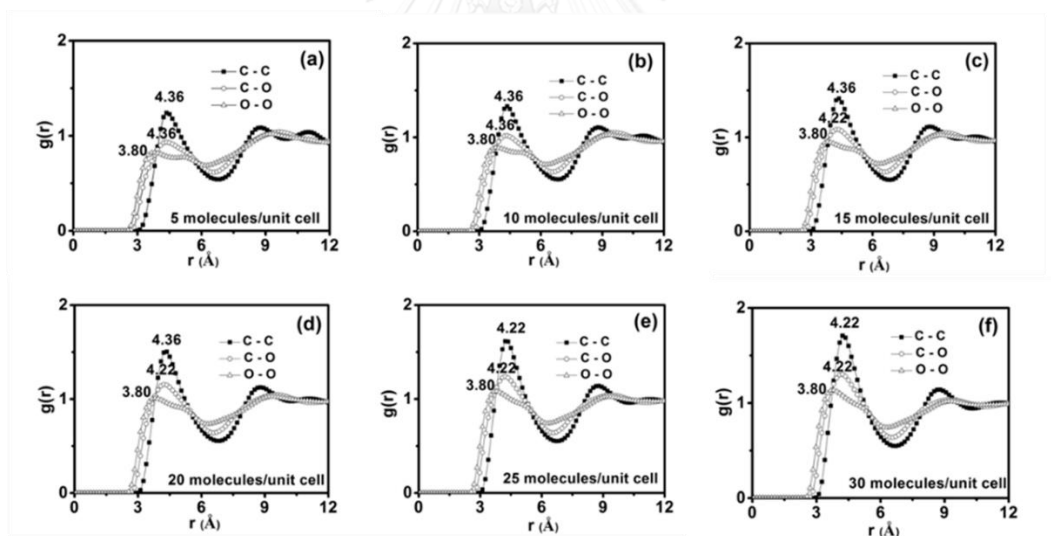 2
(a)
C - C
C - O
O - O
4.36
4.36
3.80
1
g(r)
5 molecules/unit cell
0
0 3 6 9 12
r (Å)
2
(b)
C - C
C - O
O - O
4.36
4.36
3.80
1
g(r)
10 molecules/unit cell
0
0 3 6 9 12
r (Å)
2
(c)
C - C
C - O
O - O
4.36
4.22
3.80
1
g(r)
15 molecules/unit cell
0
0 3 6 9 12
r (Å)
2
(d)
C - C
C - O
O - O
4.36
4.22
3.80
1
g(r)
20 molecules/unit cell
0
0 3 6 9 12
r (Å)
2
(e)
C - C
C - O
O - O
4.22
4.22
3.80
1
g(r)
25 molecules/unit cell
0
0 3 6 9 12
r (Å)
2
(f)
C - C
C - O
O - O
4.22
4.22
3.80
1
g(r)
30 molecules/unit cell
0
0 3 6 9 12
r (Å)